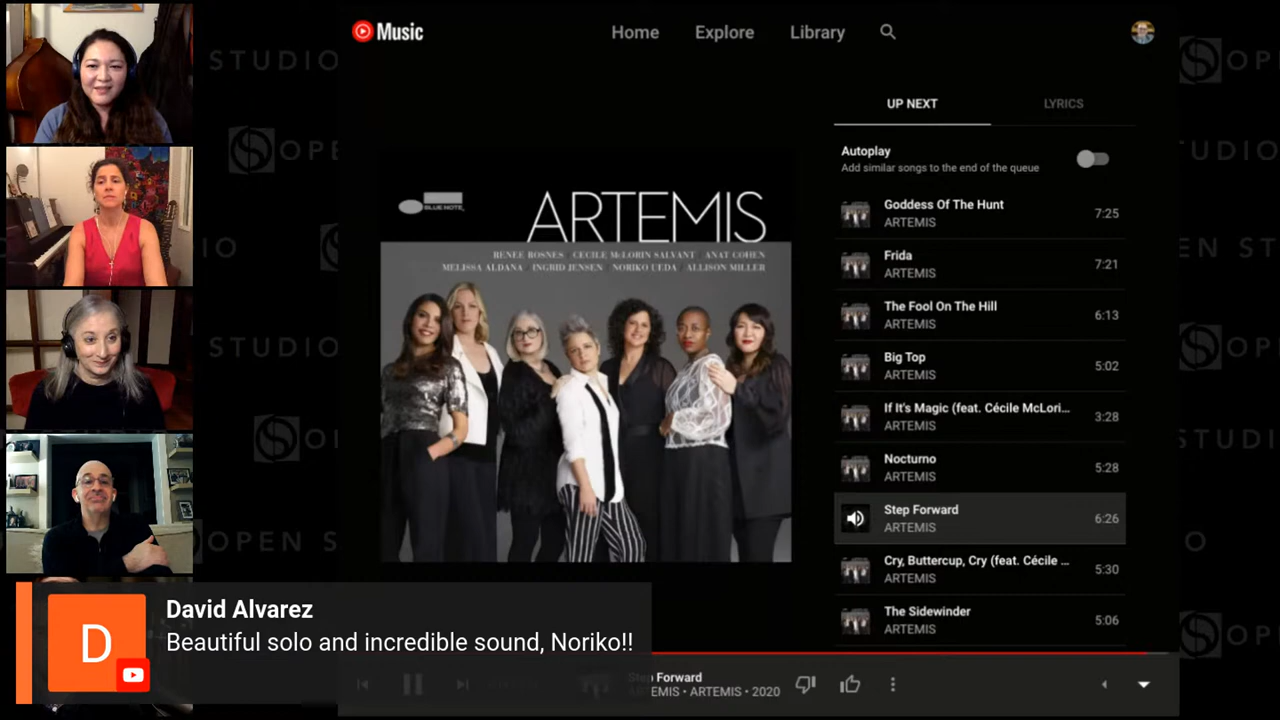 Music
Home
Explore
Library
UP NEXT
LYRICS
Autoplay
Add similar songs to the end of the queue
BLUE NOTE
ARTEMIS
RENEE ROSNES / CECILE McLORIN SALVANT / ANAT COHEN
MELISSA ALDANA / INGRID JENSEN / NORIKO UEDA / ALLISON MILLER
Goddess Of The Hunt
ARTEMIS
7:25
Frida
ARTEMIS
7:21
The Fool On The Hill
ARTEMIS
6:13
Big Top
ARTEMIS
5:02
If It's Magic (feat. Cécile McLori...
ARTEMIS
3:28
Nocturno
ARTEMIS
5:28
Step Forward
ARTEMIS
6:26
Cry, Buttercup, Cry (feat. Cécile ...
ARTEMIS
5:30
The Sidewinder
ARTEMIS
5:06
OPEN STUDIO
D
David Alvarez
Beautiful solo and incredible sound, Noriko!!
Step Forward
ARTEMIS • ARTEMIS • 2020